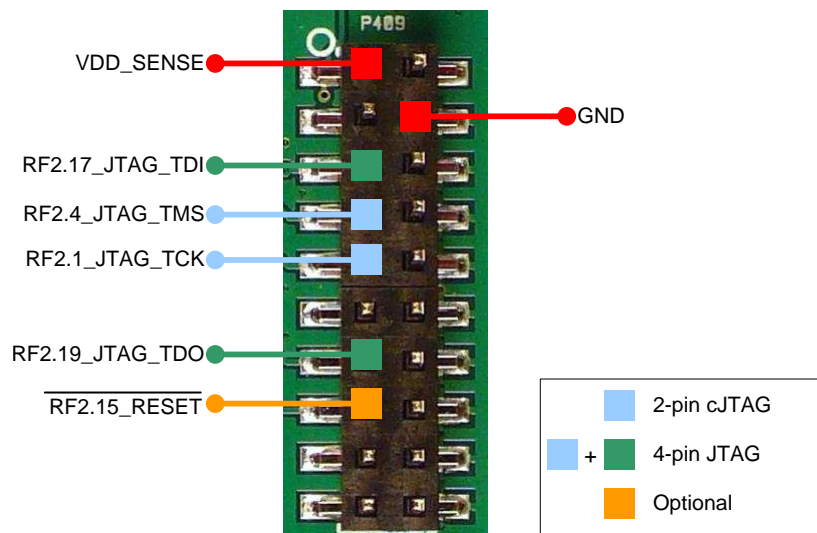 P409
VDD_SENSE
GND
RF2.17_JTAG_TDI
RF2.4_JTAG_TMS
RF2.1_JTAG_TCK
RF2.19_JTAG_TDO
RF2.15_RESET
2-pin cJTAG
+ 4-pin JTAG
Optional